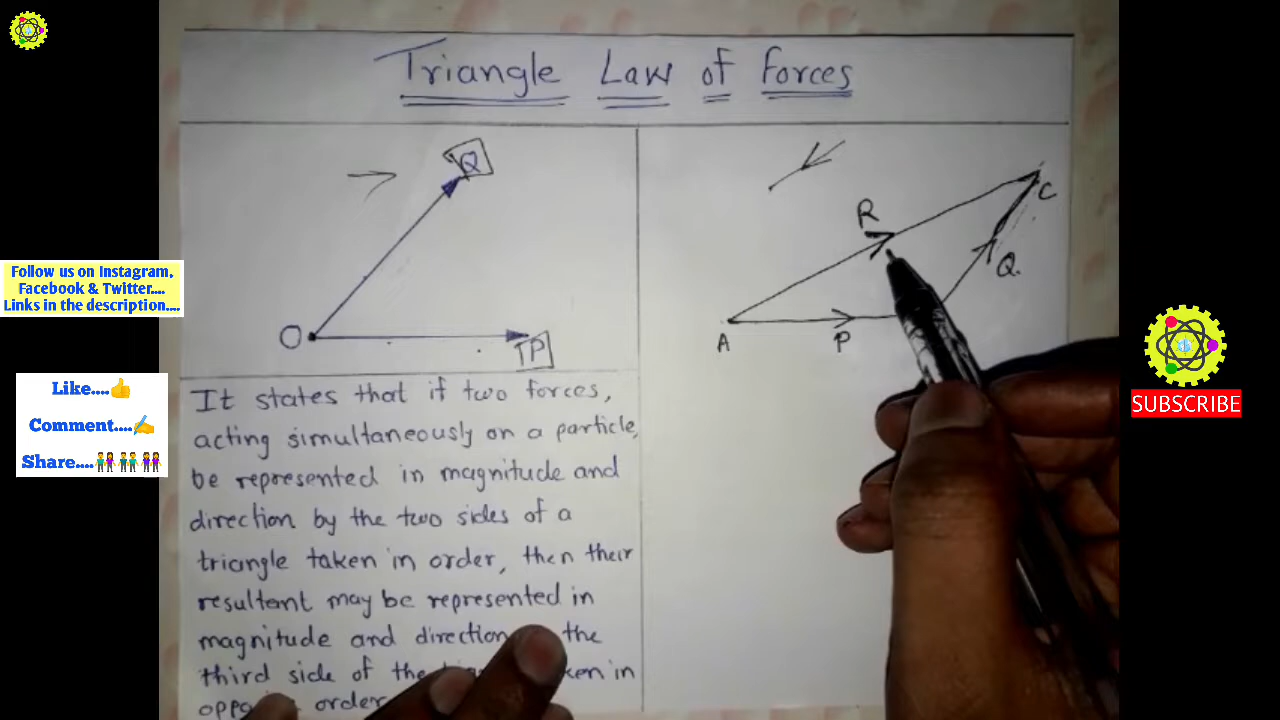 Triangle Law of forces
Q
O
P
R
C
Q
A
P
It states that if two forces,
acting simultaneously on a particle,
be represented in magnitude and
direction by the two sides of a
triangle taken in order, then their
resultant may be represented in
magnitude and direction the
third side of the in
order
Follow us on Instagram,
Facebook & Twitter....
Links in the description....
Like....👍
Comment....✍️
Share....
SUBSCRIBE